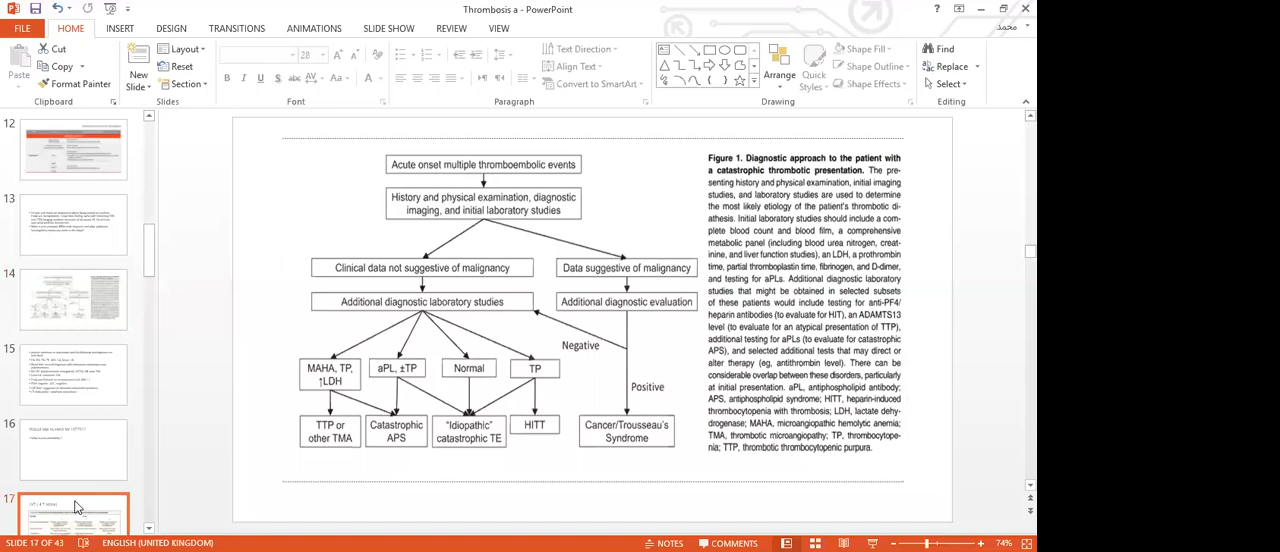 Thrombosis a - PowerPoint
FILE HOME INSERT DESIGN TRANSITIONS ANIMATIONS SLIDE SHOW REVIEW VIEW محمد
Paste
Cut
Copy
Format Painter
Clipboard
New Slide
Layout
Reset
Section
Slides
28
B I U S abc AV Aa A
Font
Text Direction
Align Text
Convert to SmartArt
Paragraph
Arrange
Quick Styles
Shape Fill
Shape Outline
Shape Effects
Drawing
Find
Replace
Select
Editing
12
13
14
15
16
17
Acute onset multiple thromboembolic events
History and physical examination, diagnostic
imaging, and initial laboratory studies
Clinical data not suggestive of malignancy
Data suggestive of malignancy
Additional diagnostic laboratory studies
Additional diagnostic evaluation
Negative
Positive
MAHA, TP,
↑LDH
aPL, ±TP
Normal
TP
TTP or
other TMA
Catastrophic
APS
"Idiopathic"
catastrophic TE
HITT
Cancer/Trousseau's
Syndrome
Figure 1. Diagnostic approach to the patient with
a catastrophic thrombotic presentation. The pre-
senting history and physical examination, initial imaging
studies, and laboratory studies are used to determine
the most likely etiology of the patient's thrombotic di-
athesis. Initial laboratory studies should include a com-
plete blood count and blood film, a comprehensive
metabolic panel (including blood urea nitrogen, creat-
inine, and liver function studies), an LDH, a prothrombin
time, partial thromboplastin time, fibrinogen, and D-dimer,
and testing for aPLs. Additional diagnostic laboratory
studies that might be obtained in selected subsets
of these patients would include testing for anti-PF4/
heparin antibodies (to evaluate for HIT), an ADAMTS13
level (to evaluate for an atypical presentation of TTP),
additional testing for aPLs (to evaluate for catastrophic
APS), and selected additional tests that may direct or
alter therapy (eg, antithrombin level). There can be
considerable overlap between these disorders, particularly
at initial presentation. aPL, antiphospholipid antibody;
APS, antiphospholipid syndrome; HITT, heparin-induced
thrombocytopenia with thrombosis; LDH, lactate dehy-
drogenase; MAHA, microangiopathic hemolytic anemia;
TMA, thrombotic microangiopathy; TP, thrombocytope-
nia; TTP, thrombotic thrombocytopenic purpura.
SLIDE 17 OF 43 ENGLISH (UNITED KINGDOM) NOTES COMMENTS 74%